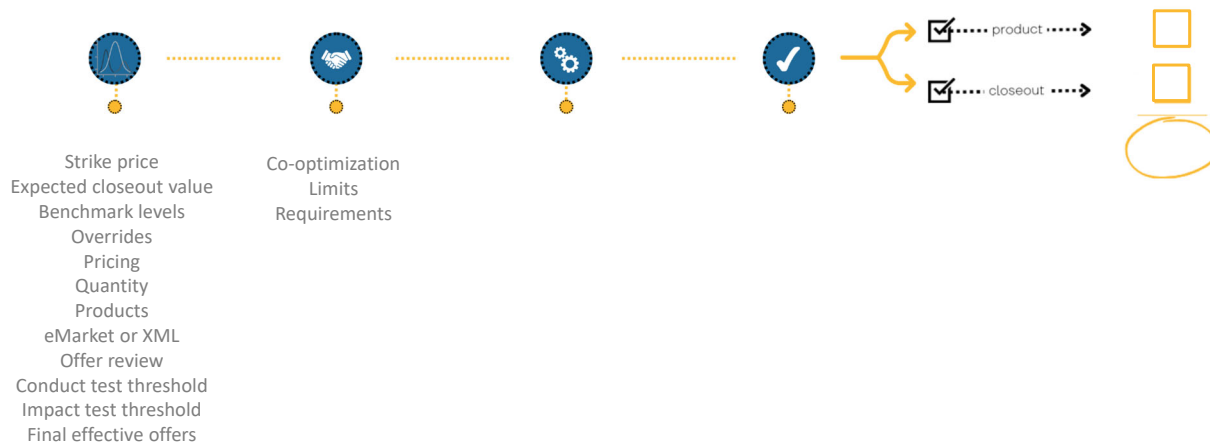 product
closeout
Strike price
Expected closeout value
Benchmark levels
Overrides
Pricing
Quantity
Products
eMarket or XML
Offer review
Conduct test threshold
Impact test threshold
Final effective offers
Co-optimization
Limits
Requirements